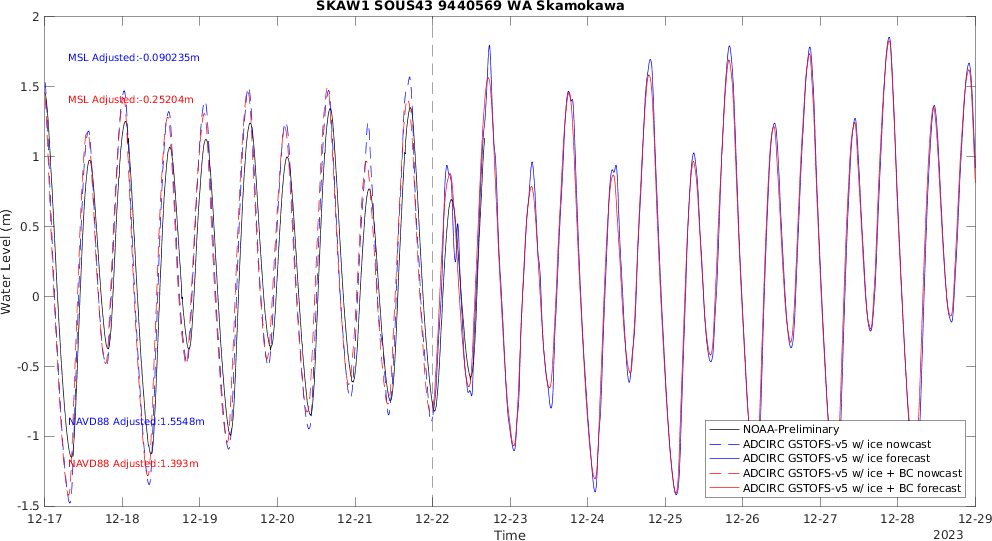 SKAW1 SOUS43 9440569 WA Skamokawa
Water Level (m)
2
1.5
1
0.5
0
-0.5
-1
-1.5
MSL Adjusted:-0.090235m
MSL Adjusted:-0.25204m
NAVD88 Adjusted:1.5548m
NAVD88 Adjusted:1.393m
NOAA-Preliminary
ADCIRC GSTOFS-v5 w/ ice nowcast
ADCIRC GSTOFS-v5 w/ ice forecast
ADCIRC GSTOFS-v5 w/ ice + BC nowcast
ADCIRC GSTOFS-v5 w/ ice + BC forecast
12-17 12-18 12-19 12-20 12-21 12-22 12-23 12-24 12-25 12-26 12-27 12-28 12-29
Time
2023